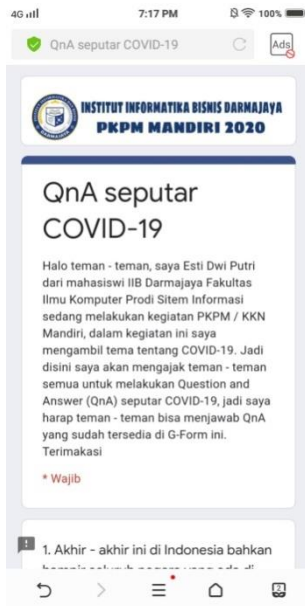 4G 7:17 PM 100%
QnA seputar COVID-19 Ads
INSTITUT INFORMATIKA BISNIS DARMAJAYA
PKPM MANDIRI 2020
QnA seputar
COVID-19
Halo teman - teman, saya Esti Dwi Putri
dari mahasiswi IIB Darmajaya Fakultas
Ilmu Komputer Prodi Sitem Informasi
sedang melakukan kegiatan PKPM / KKN
Mandiri, dalam kegiatan ini saya
mengambil tema tentang COVID-19. Jadi
disini saya akan mengajak teman - teman
semua untuk melakukan Question and
Answer (QnA) seputar COVID-19, jadi saya
harap teman - teman bisa menjawab QnA
yang sudah tersedia di G-Form ini.
Terimakasi
* Wajib
1. Akhir - akhir ini di Indonesia bahkan